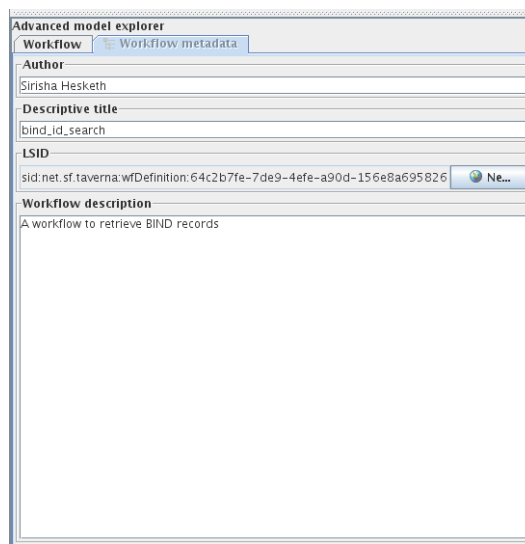 Advanced model explorer
Workflow Workflow metadata
Author
Sirisha Hesketh
Descriptive title
bind_id_search
LSID
sid:net.sf.taverna:wfDefinition:64c2b7fe-7de9-4efe-a90d-156e8a695826 Ne...
Workflow description
A workflow to retrieve BIND records